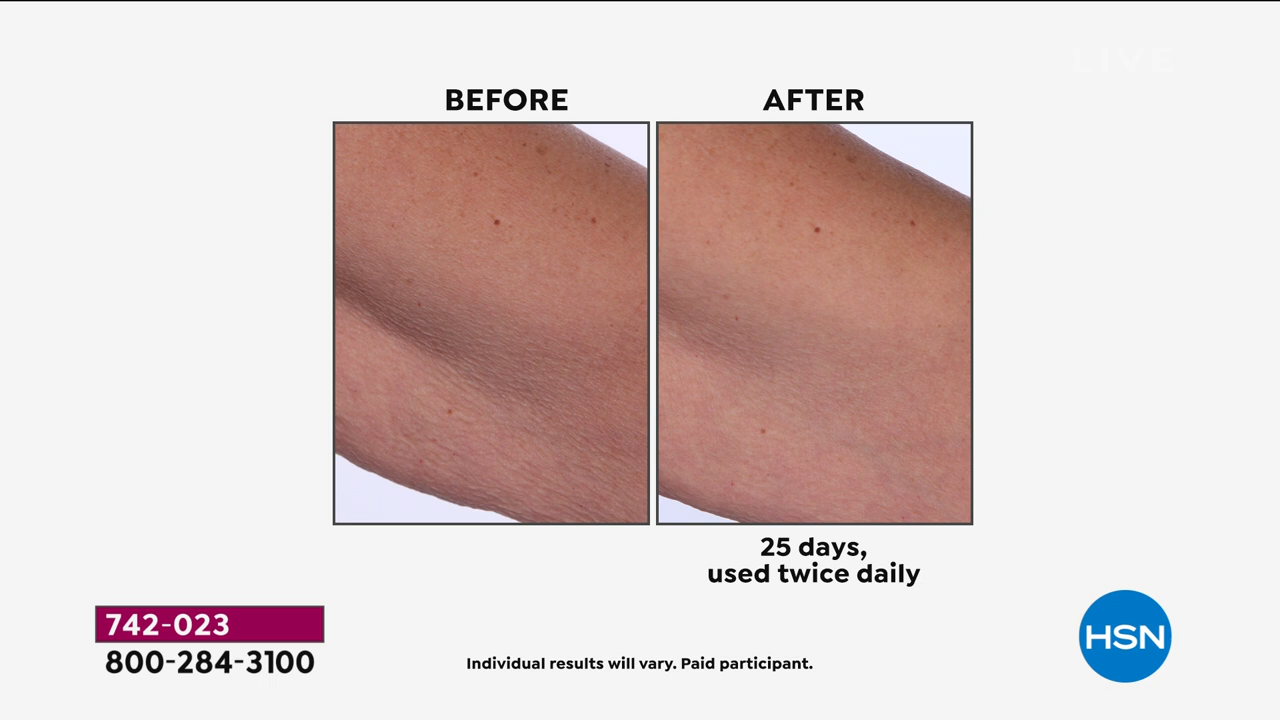 LIVE
BEFORE
AFTER
25 days,
used twice daily
742-023
800-284-3100
Individual results will vary. Paid participant.
HSN